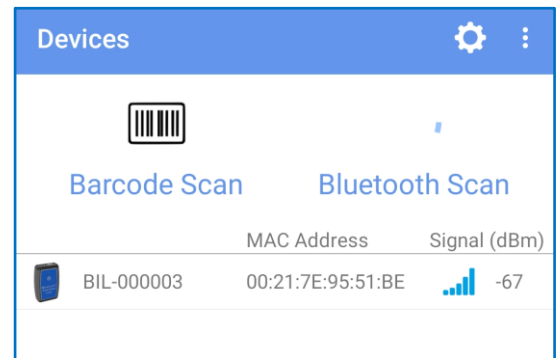 Devices
Barcode Scan Bluetooth Scan
MAC Address Signal (dBm)
BIL-000003 00:21:7E:95:51:BE -67